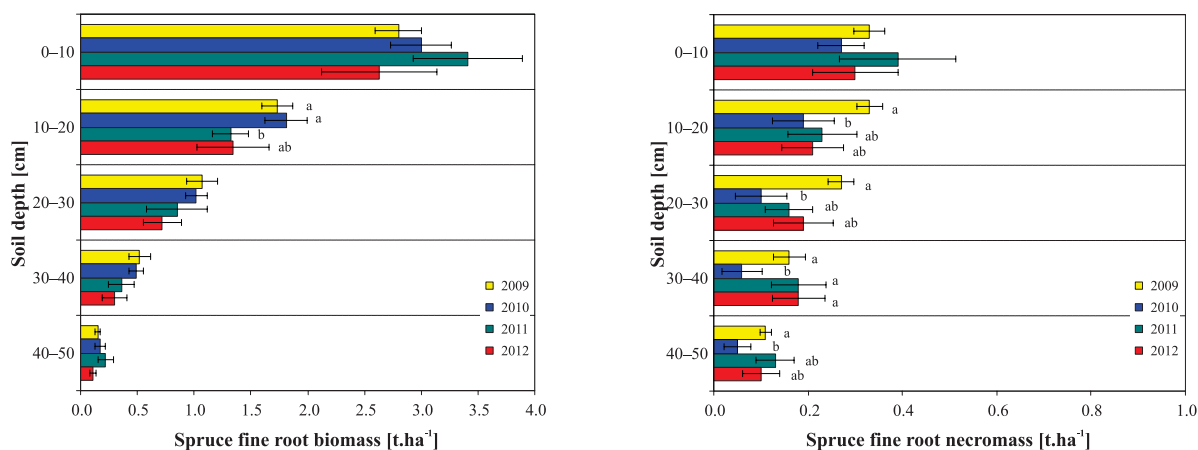 Soil depth [cm]
0–10
10–20
a
a
b
ab
20–30
30–40
40–50
2009
2010
2011
2012
0.0 0.5 1.0 1.5 2.0 2.5 3.0 3.5 4.0
Spruce fine root biomass [t.ha⁻¹]
Soil depth [cm]
0–10
10–20
a
b
ab
ab
20–30
a
b
ab
ab
30–40
a
b
a
a
40–50
a
b
ab
ab
2009
2010
2011
2012
0.0 0.2 0.4 0.6 0.8 1.0
Spruce fine root necromass [t.ha⁻¹]